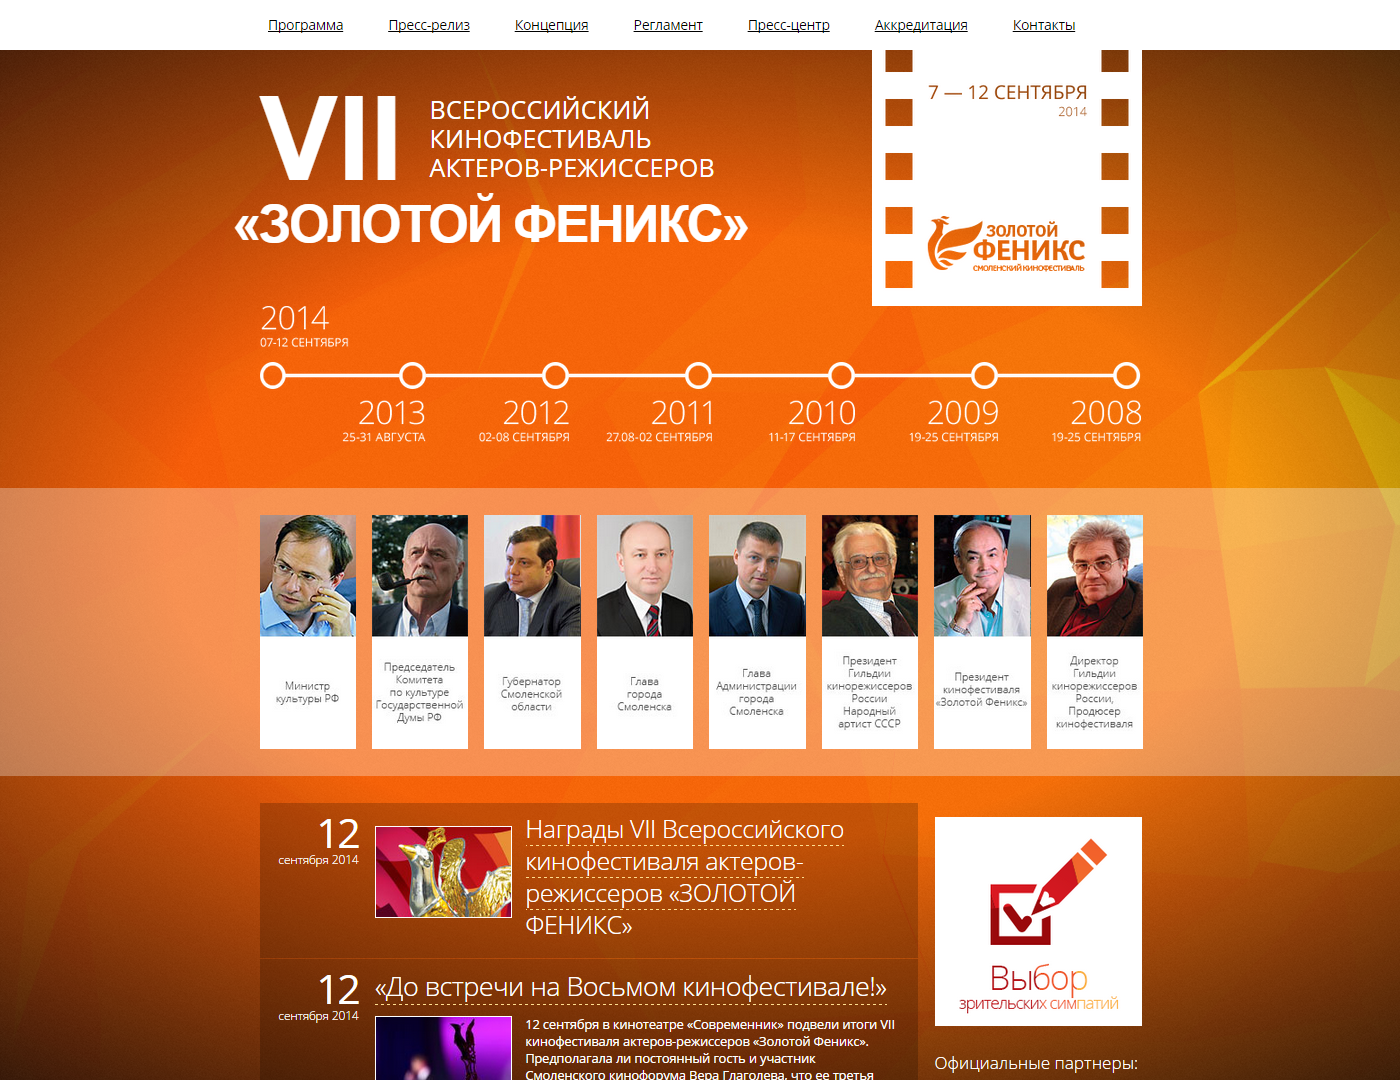 Программа Пресс-релиз Концепция Регламент Пресс-центр Аккредитация Контакты
VII
ВСЕРОССИЙСКИЙ
КИНОФЕСТИВАЛЬ
АКТЕРОВ-РЕЖИССЕРОВ
«ЗОЛОТОЙ ФЕНИКС»
7 — 12 СЕНТЯБРЯ
2014
ЗОЛОТОЙ
ФЕНИКС
СМОЛЕНСКИЙ КИНОФЕСТИВАЛЬ
2014
07-12 СЕНТЯБРЯ
2013
25-31 АВГУСТА
2012
02-08 СЕНТЯБРЯ
2011
27.08-02 СЕНТЯБРЯ
2010
11-17 СЕНТЯБРЯ
2009
19-25 СЕНТЯБРЯ
2008
19-25 СЕНТЯБРЯ
Министр
культуры РФ
Председатель
Комитета
по культуре
Государственной
Думы РФ
Губернатор
Смоленской
области
Глава
города
Смоленска
Глава
Администрации
города
Смоленска
Президент
Гильдии
кинорежиссеров
России
Народный
артист СССР
Президент
кинофестиваля
«Золотой Феникс»
Директор
Гильдии
кинорежиссеров
России,
Продюсер
кинофестиваля
12
сентября 2014
Награды VII Всероссийского
кинофестиваля актеров-
режиссеров «ЗОЛОТОЙ
ФЕНИКС»
12
сентября 2014
«До встречи на Восьмом кинофестивале!»
12 сентября в кинотеатре «Современник» подвели итоги VII
кинофестиваля актеров-режиссеров «Золотой Феникс».
Предполагала ли постоянный гость и участник
Смоленского кинофорума Вера Глаголева, что ее третья
Выбор
зрительских симпатий
Официальные партнеры: